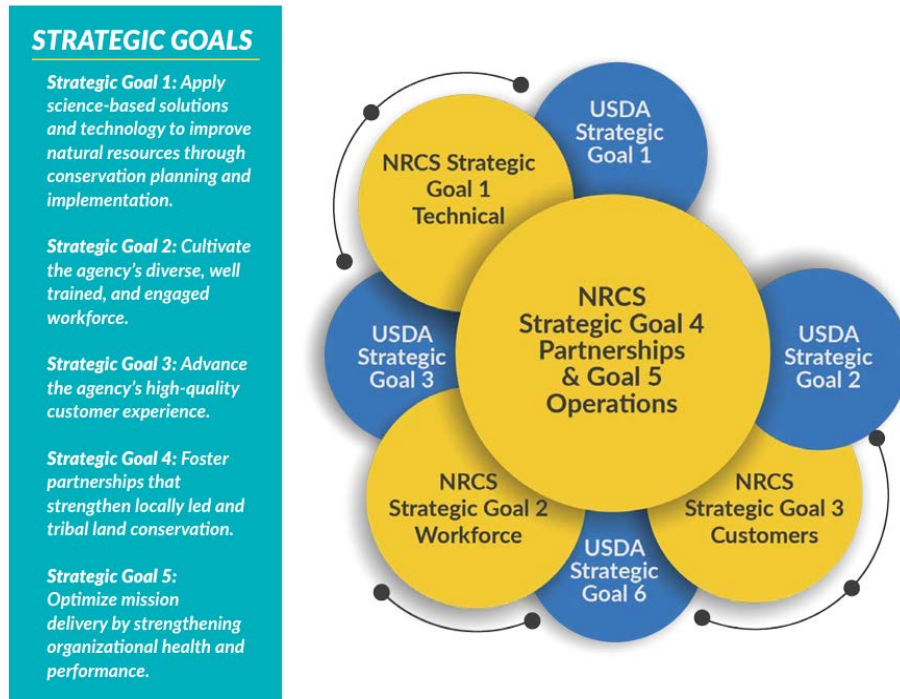 STRATEGIC GOALS
Strategic Goal 1: Apply
science-based solutions
and technology to improve
natural resources through
conservation planning and
implementation.
Strategic Goal 2: Cultivate
the agency's diverse, well
trained, and engaged
workforce.
Strategic Goal 3: Advance
the agency's high-quality
customer experience.
Strategic Goal 4: Foster
partnerships that
strengthen locally led and
tribal land conservation.
Strategic Goal 5:
Optimize mission
delivery by strengthening
organizational health and
performance.
USDA
Strategic
Goal 1
NRCS Strategic
Goal 1
Technical
NRCS
Strategic Goal 4
Partnerships
& Goal 5
Operations
USDA
Strategic
Goal 3
USDA
Strategic
Goal 2
NRCS
Strategic Goal 2
Workforce
NRCS
Strategic Goal 3
Customers
USDA
Strategic
Goal 6